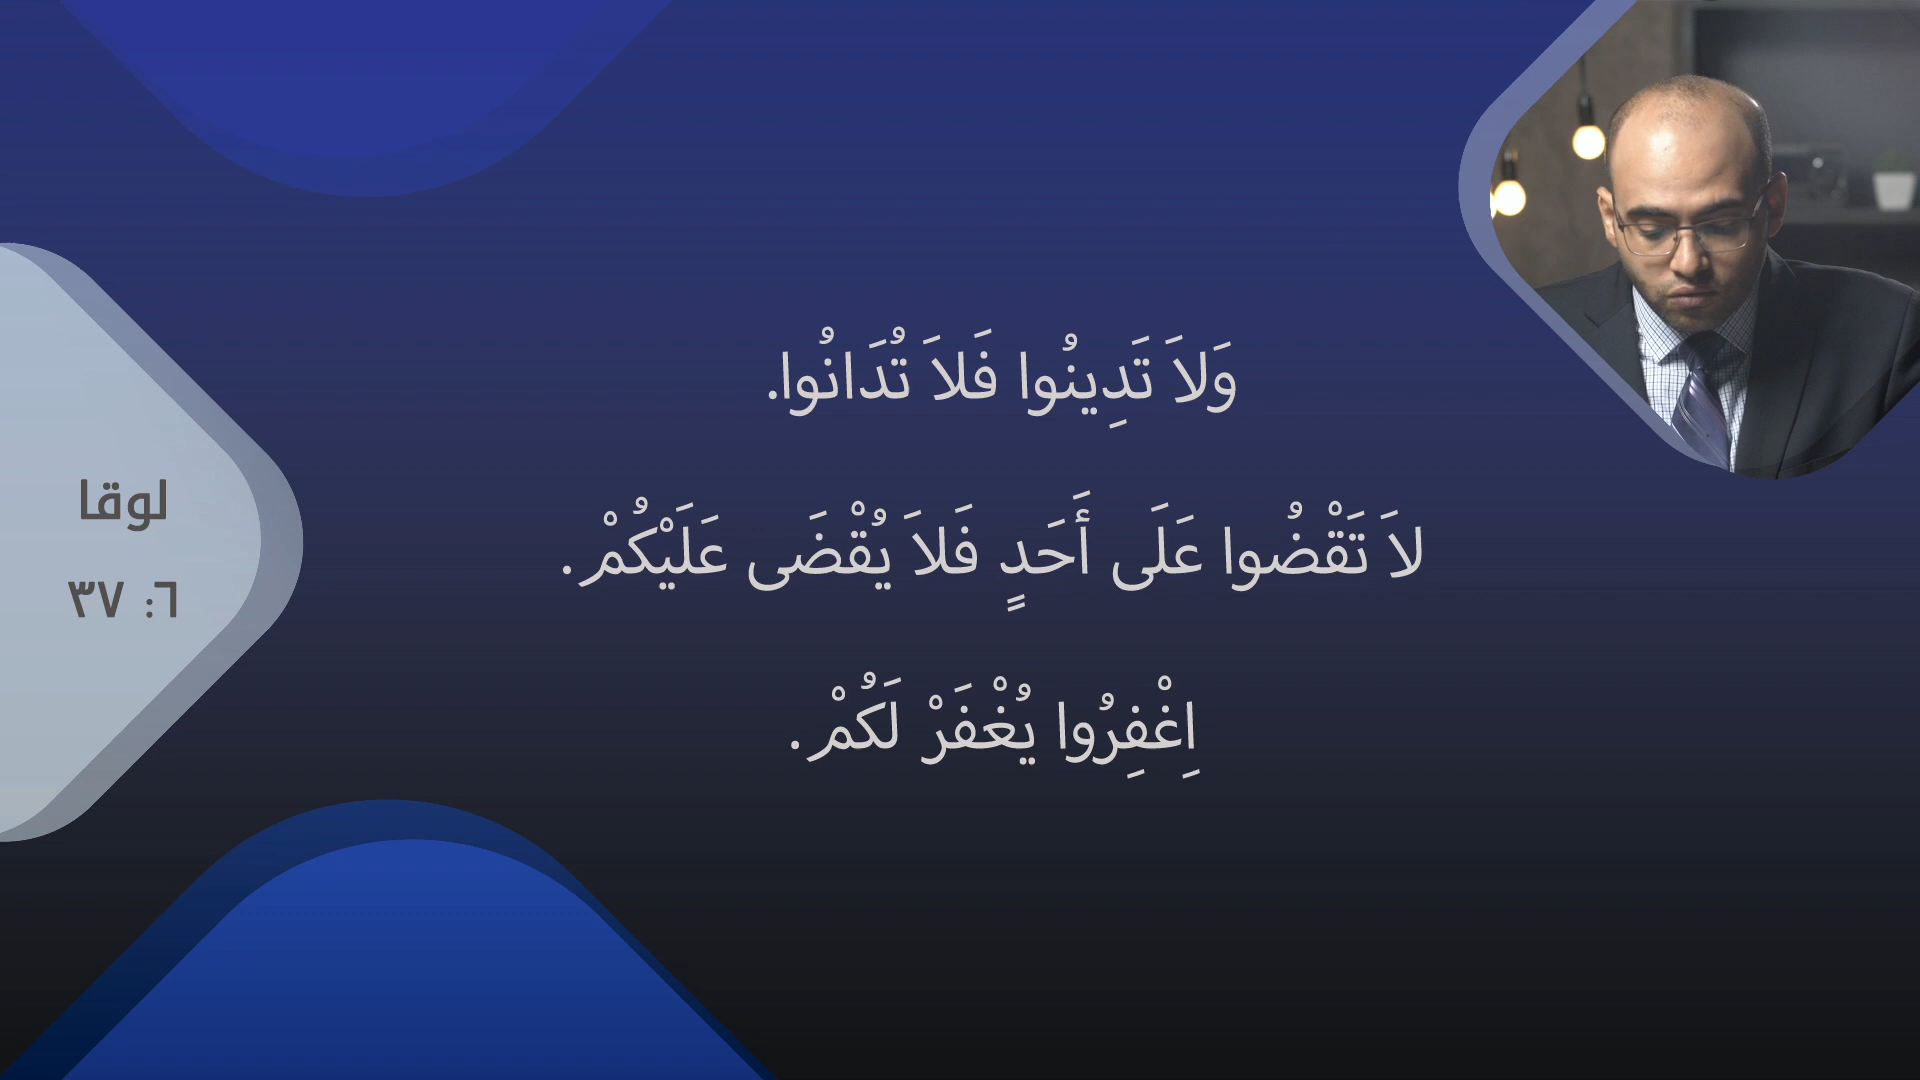 وَلاَ تَدِينُوا فَلاَ تُدَانُوا.
لاَ تَقْضُوا عَلَى أَحَدٍ فَلاَ يُقْضَى عَلَيْكُمْ.
اِغْفِرُوا يُغْفَرْ لَكُمْ.
لوقا
٦: ٣٧